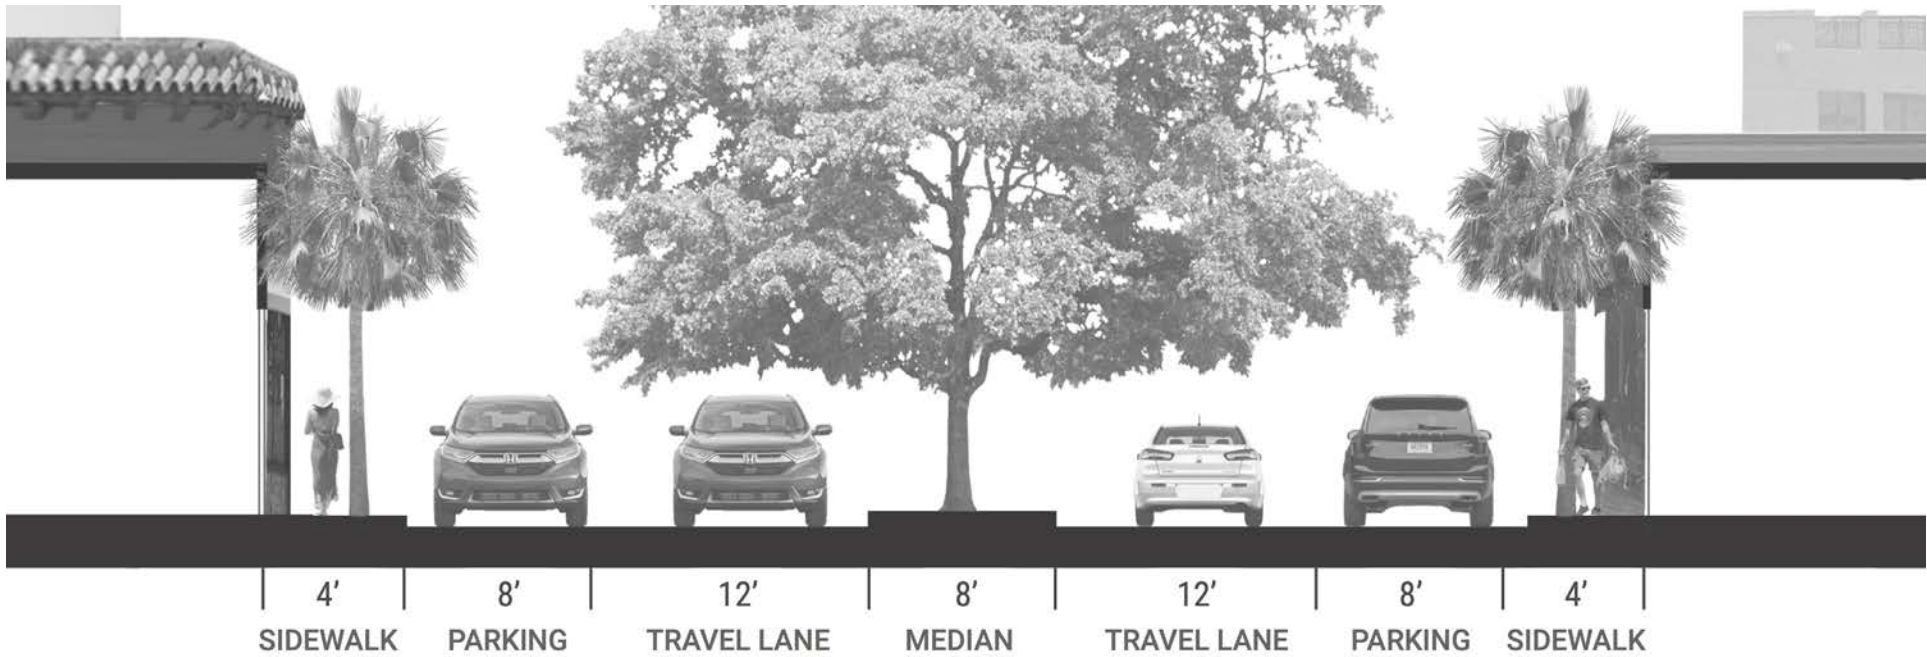 4' 8' 12' 8' 12' 8' 4'
SIDEWALK PARKING TRAVEL LANE MEDIAN TRAVEL LANE PARKING SIDEWALK